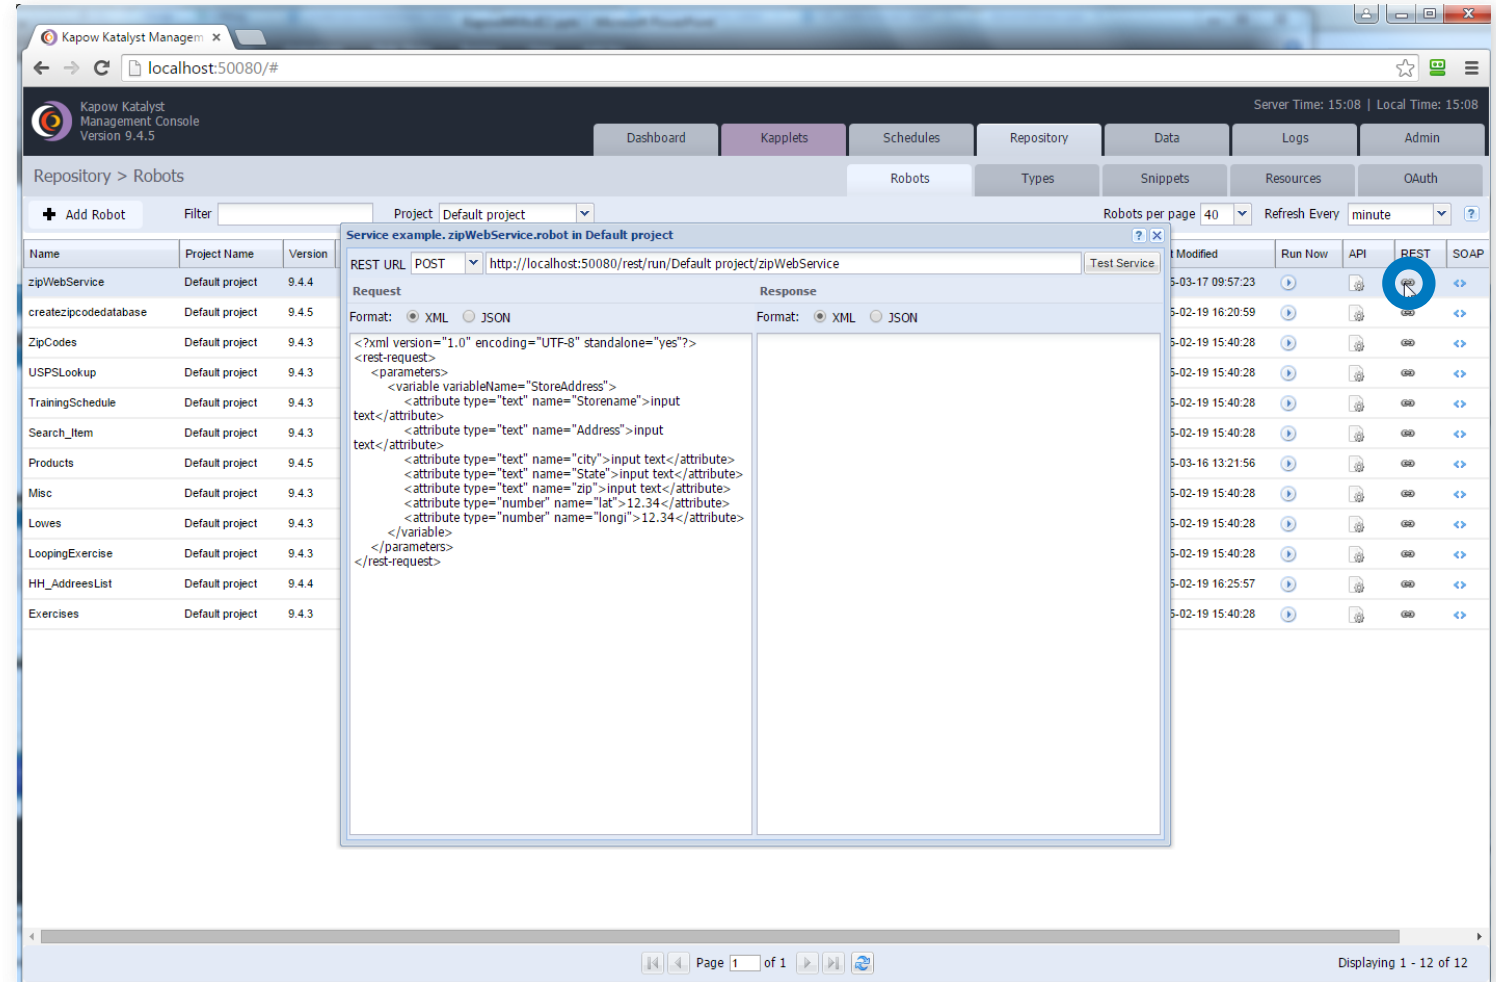 Kapow Katalyst Managem
localhost:50080/#
Kapow Katalyst
Management Console
Version 9.4.5
Server Time: 15:08 | Local Time: 15:08
Dashboard Kapplets Schedules Repository Data Logs Admin
Repository > Robots
Robots Types Snippets Resources OAuth
Add Robot Filter Project Default project Robots per page 40 Refresh Every minute ?
Service example. zipWebService.robot in Default project ?
Name Project Name Version t Modified Run Now API REST SOAP
REST URL POST http://localhost:50080/rest/run/Default project/zipWebService Test Service
zipWebService Default project 9.4.4 5-03-17 09:57:23
Request Response
createzipcodedatabase Default project 9.4.5 5-02-19 16:20:59
Format: XML JSON Format: XML JSON
ZipCodes Default project 9.4.3 5-02-19 15:40:28
USPSLookup Default project 9.4.3 5-02-19 15:40:28
TrainingSchedule Default project 9.4.3 5-02-19 15:40:28
Search_Item Default project 9.4.3 5-02-19 15:40:28
Products Default project 9.4.5 5-03-16 13:21:56
Misc Default project 9.4.3 5-02-19 15:40:28
Lowes Default project 9.4.3 5-02-19 15:40:28
LoopingExercise Default project 9.4.3 5-02-19 15:40:28
HH_AddreesList Default project 9.4.4 5-02-19 16:25:57
Exercises Default project 9.4.3 5-02-19 15:40:28
<?xml version="1.0" encoding="UTF-8" standalone="yes"?>
<rest-request>
<parameters>
<variable variableName="StoreAddress">
<attribute type="text" name="Storename">input
text</attribute>
<attribute type="text" name="Address">input
text</attribute>
<attribute type="text" name="city">input text</attribute>
<attribute type="text" name="State">input text</attribute>
<attribute type="text" name="zip">input text</attribute>
<attribute type="number" name="lat">12.34</attribute>
<attribute type="number" name="longi">12.34</attribute>
</variable>
</parameters>
</rest-request>
Page 1 of 1 Displaying 1 - 12 of 12